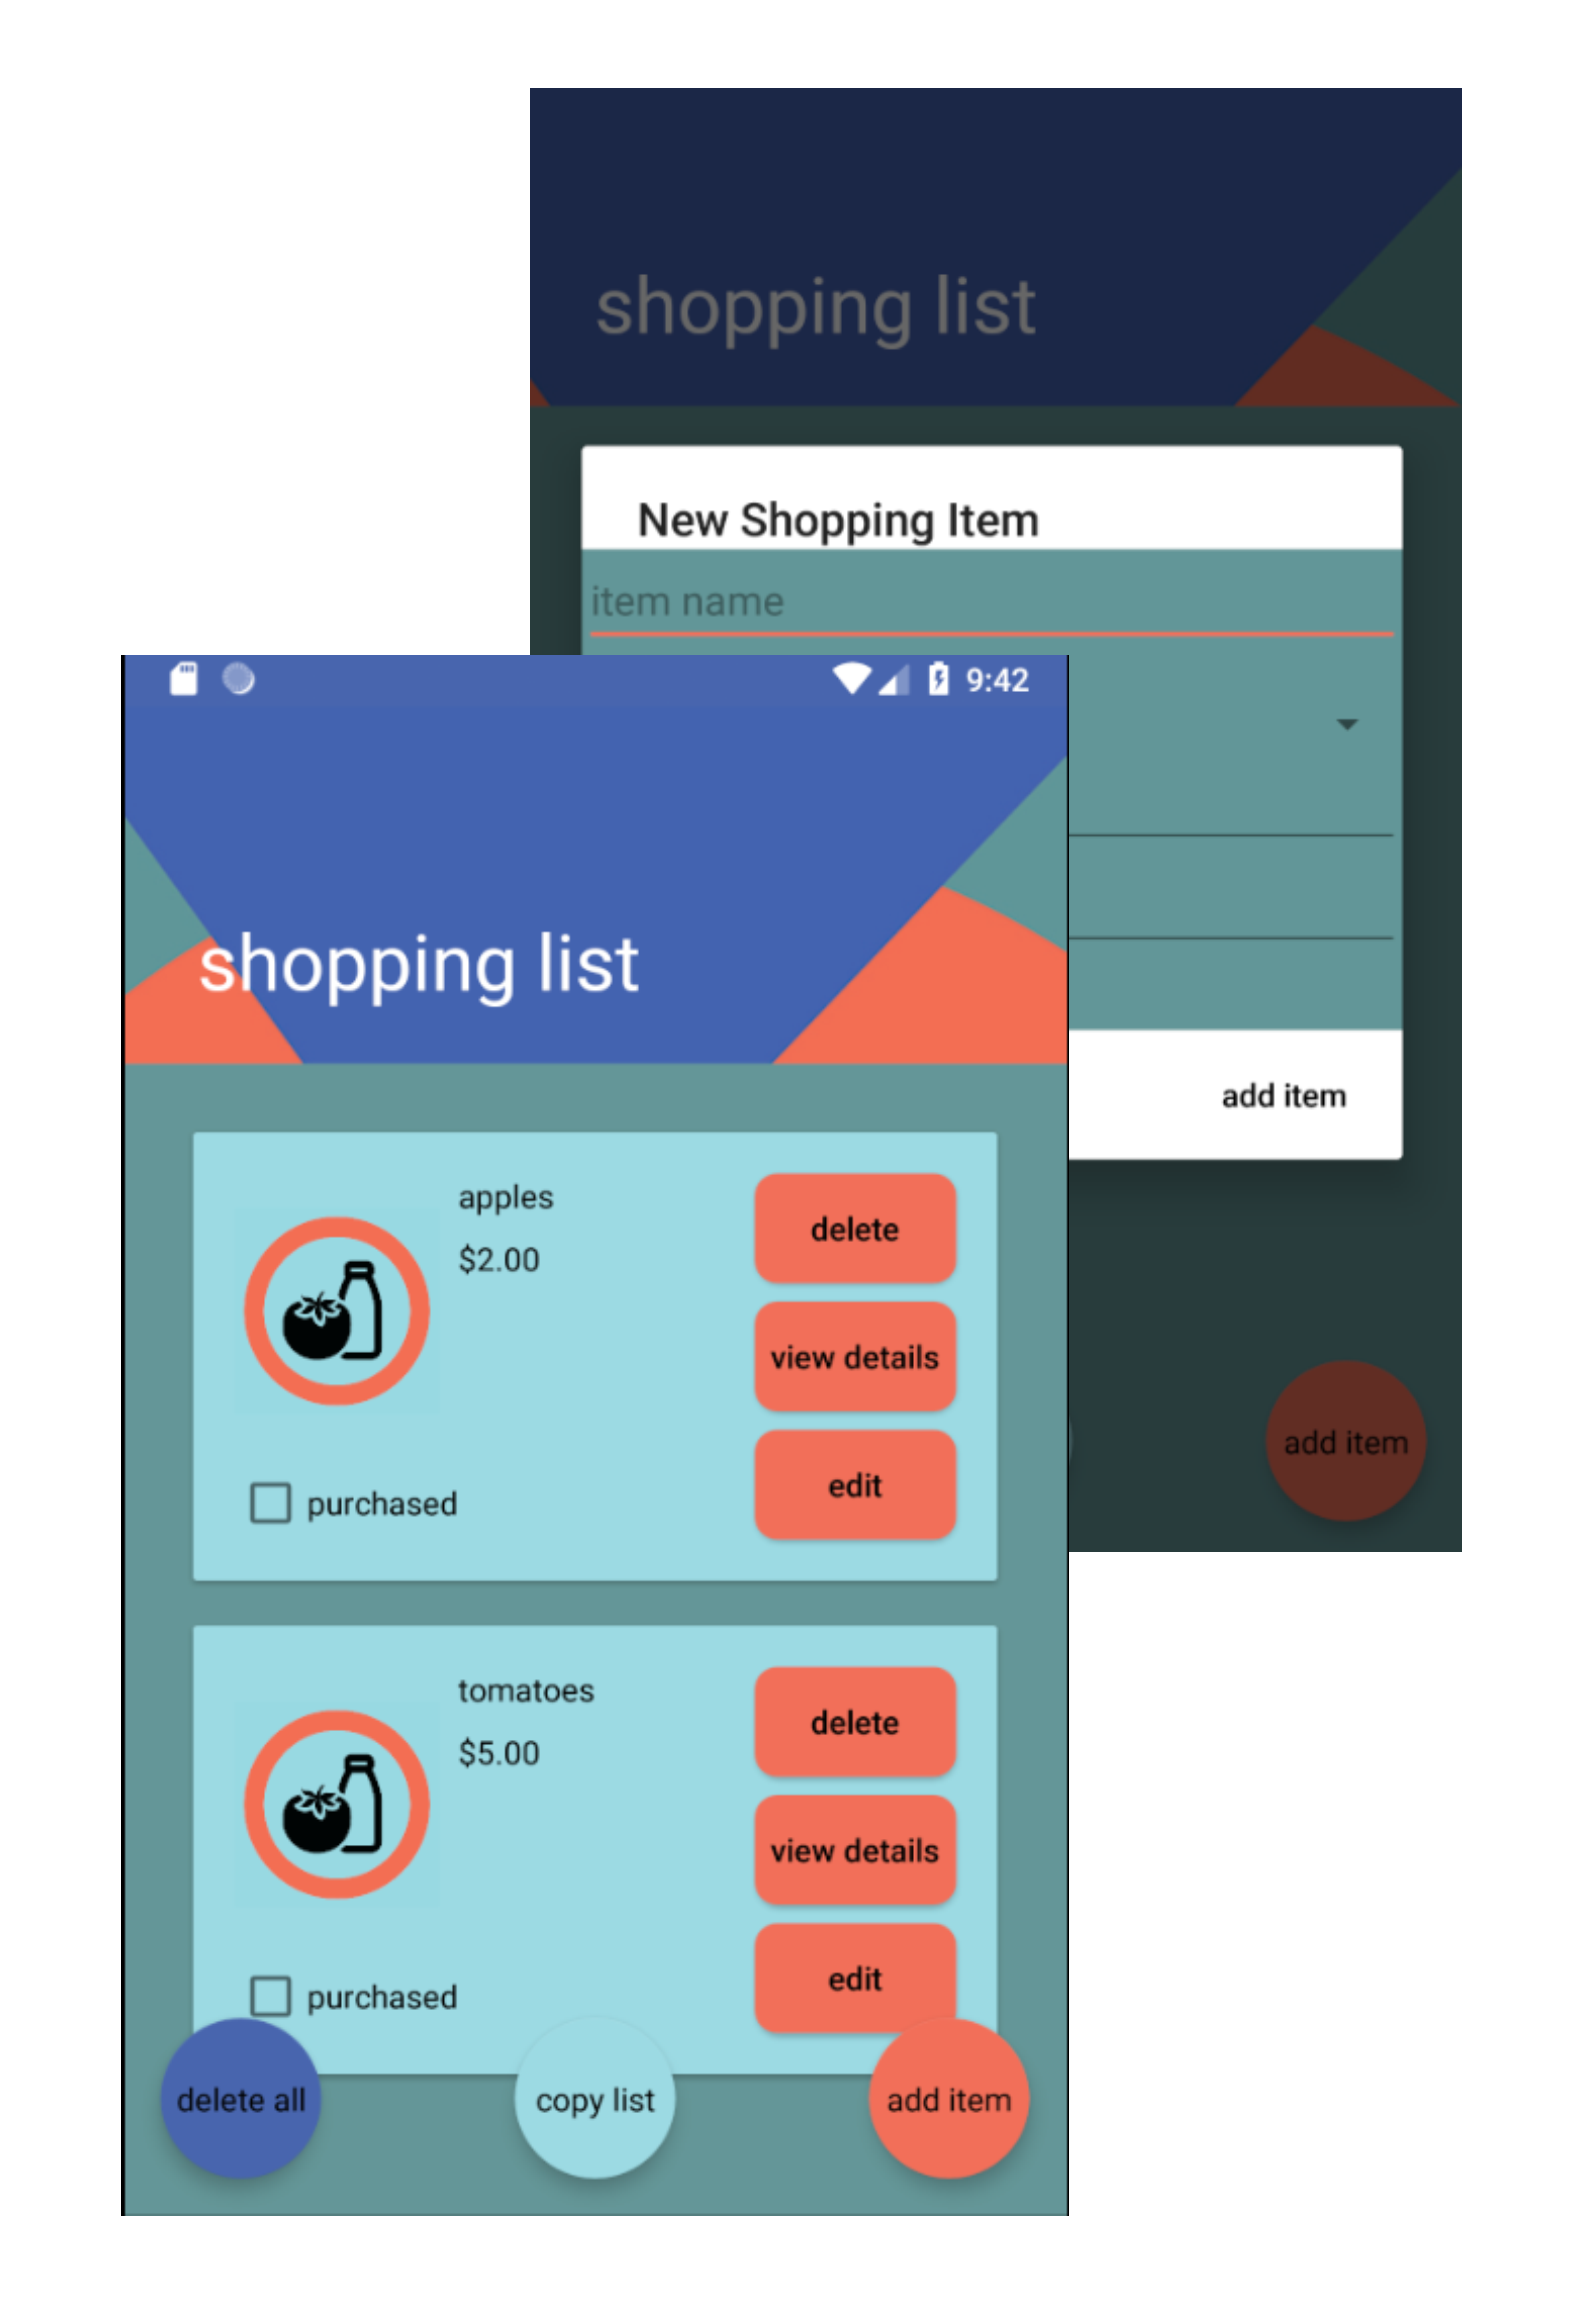 shopping list
New Shopping Item
item name
add item
add item
9:42
shopping list
apples
$2.00
delete
view details
edit
purchased
tomatoes
$5.00
delete
view details
edit
purchased
delete all
copy list
add item